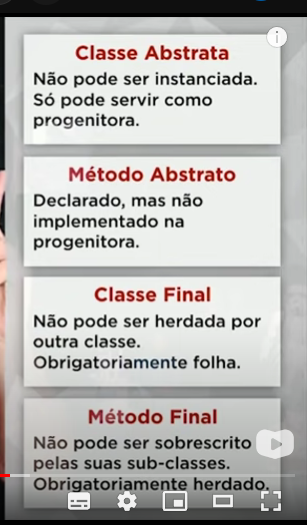 Classe Abstrata
Não pode ser instanciada.
Só pode servir como
progenitora.
Método Abstrato
Declarado, mas não
implementado na
progenitora.
Classe Final
Não pode ser herdada por
outra classe.
Obrigatoriamente folha.
Método Final
Não pode ser sobrescrito
pelas suas sub-classes.
Obrigatoriamente herdado.